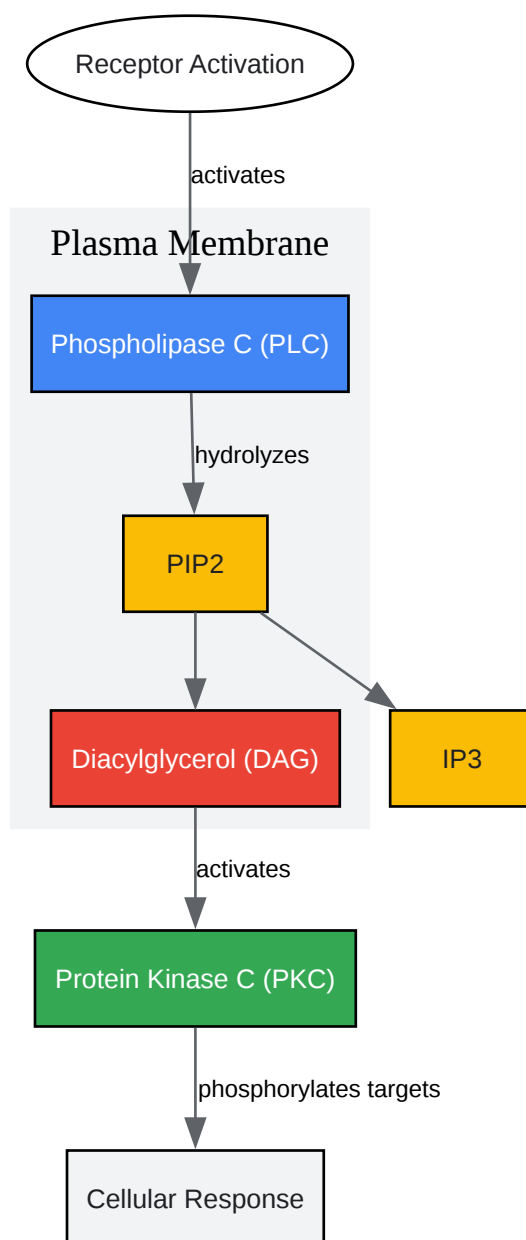 Receptor Activation
activates
Plasma Membrane
Phospholipase C (PLC)
hydrolyzes
PIP2
Diacylglycerol (DAG)
IP3
activates
Protein Kinase C (PKC)
phosphorylates targets
Cellular Response